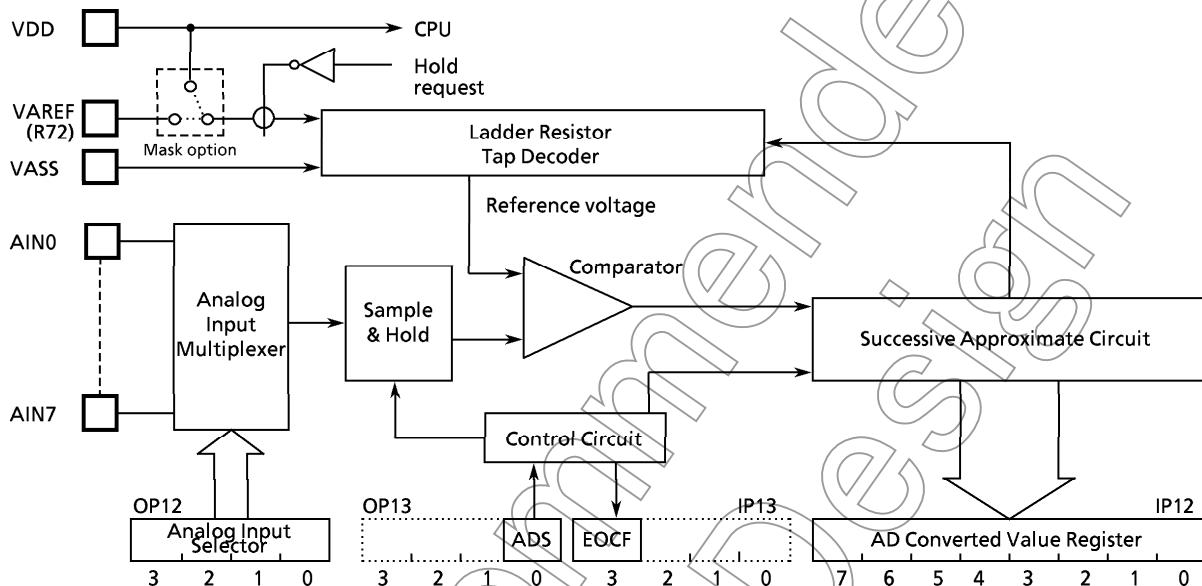 VDD
CPU
Hold
request
VAREF
(R72)
Mask option
Ladder Resistor
Tap Decoder
VASS
Reference voltage
AIN0
Comparator
Analog
Input
Multiplexer
Sample
& Hold
Successive Approximate Circuit
AIN7
Control Circuit
OP12
OP13
IP13
IP12
Analog Input
Selector
ADS
EOCF
AD Converted Value Register
3 2 1 0
3 2 1 0
3 2 1 0
7 6 5 4 3 2 1 0
ommende
Design